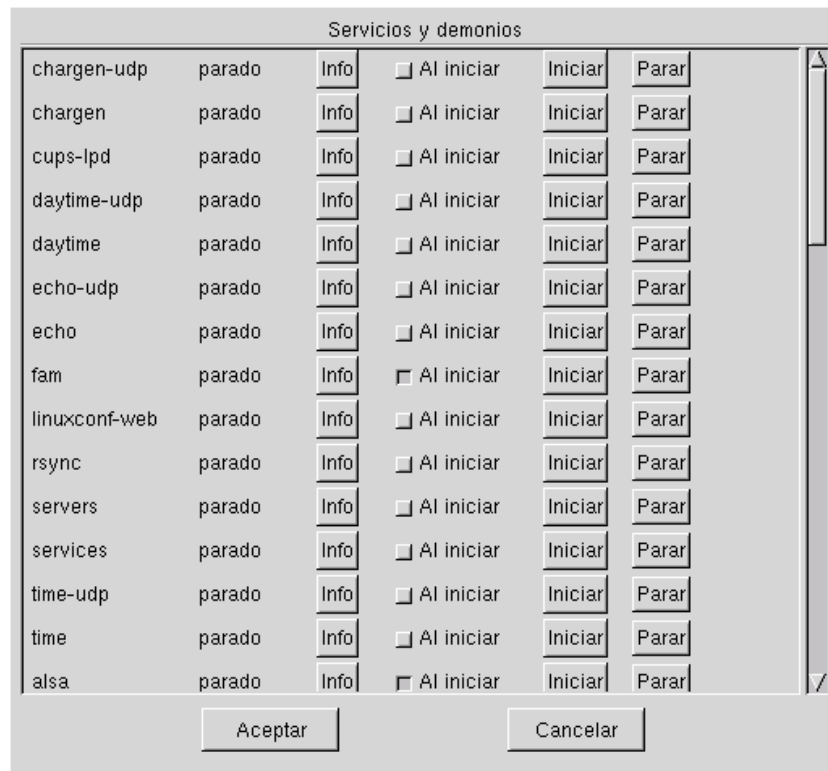 Servicios y demonios
chargen-udp parado Info Al iniciar Iniciar Parar
chargen parado Info Al iniciar Iniciar Parar
cups-lpd parado Info Al iniciar Iniciar Parar
daytime-udp parado Info Al iniciar Iniciar Parar
daytime parado Info Al iniciar Iniciar Parar
echo-udp parado Info Al iniciar Iniciar Parar
echo parado Info Al iniciar Iniciar Parar
fam parado Info Al iniciar Iniciar Parar
linuxconf-web parado Info Al iniciar Iniciar Parar
rsync parado Info Al iniciar Iniciar Parar
servers parado Info Al iniciar Iniciar Parar
services parado Info Al iniciar Iniciar Parar
time-udp parado Info Al iniciar Iniciar Parar
time parado Info Al iniciar Iniciar Parar
alsa parado Info Al iniciar Iniciar Parar
Aceptar Cancelar